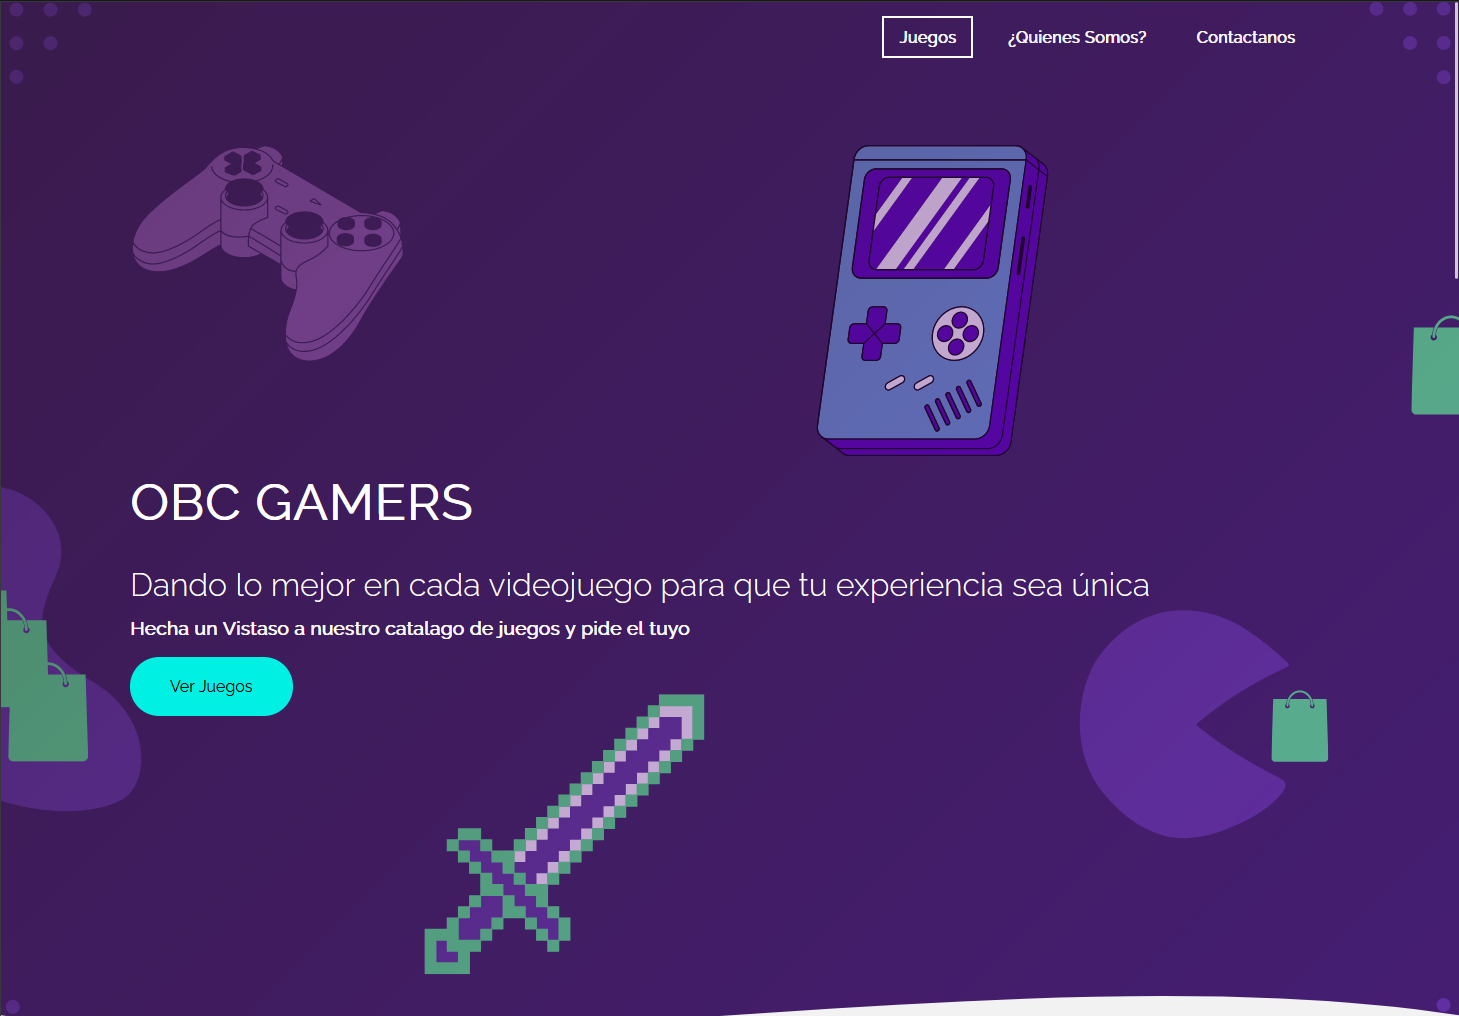 Juegos ¿Quienes Somos? Contactanos
OBC GAMERS
Dando lo mejor en cada videojuego para que tu experiencia sea única
Hecha un Vistaso a nuestro catalago de juegos y pide el tuyo
Ver Juegos